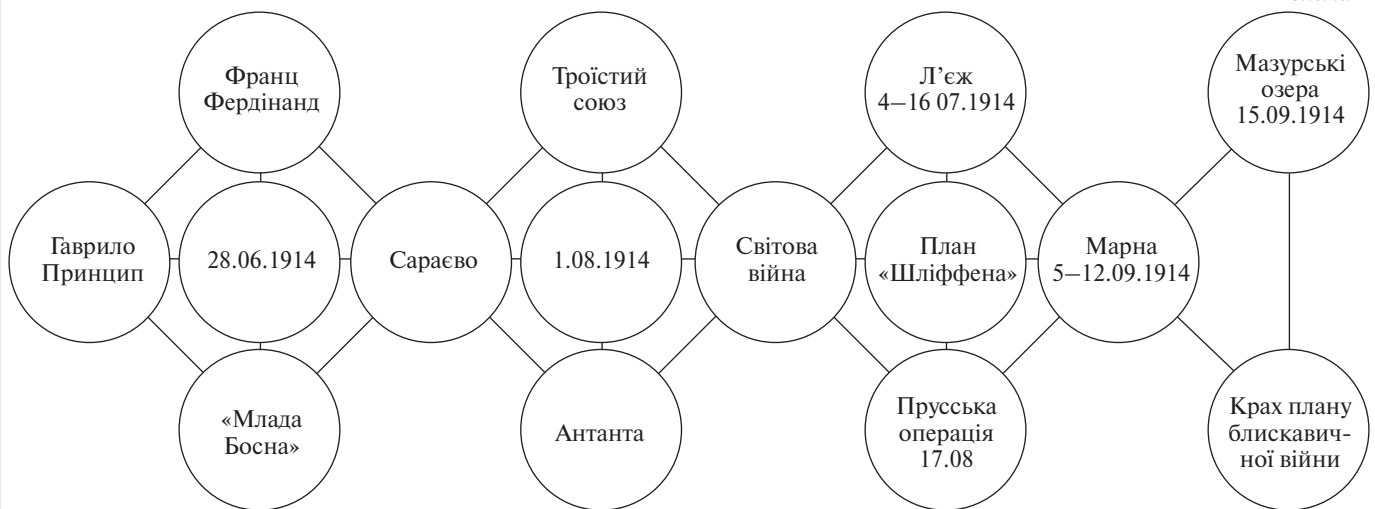 Франц
Фердінанд
Троїстий
союз
Л’єж
4–16 07.1914
Мазурські
озера
15.09.1914
Гаврило
Принцип
28.06.1914
Сараєво
1.08.1914
Світова
війна
План
«Шліффена»
Марна
5–12.09.1914
«Млада
Босна»
Антанта
Прусська
операція
17.08
Крах плану
блискавич-
ної війни